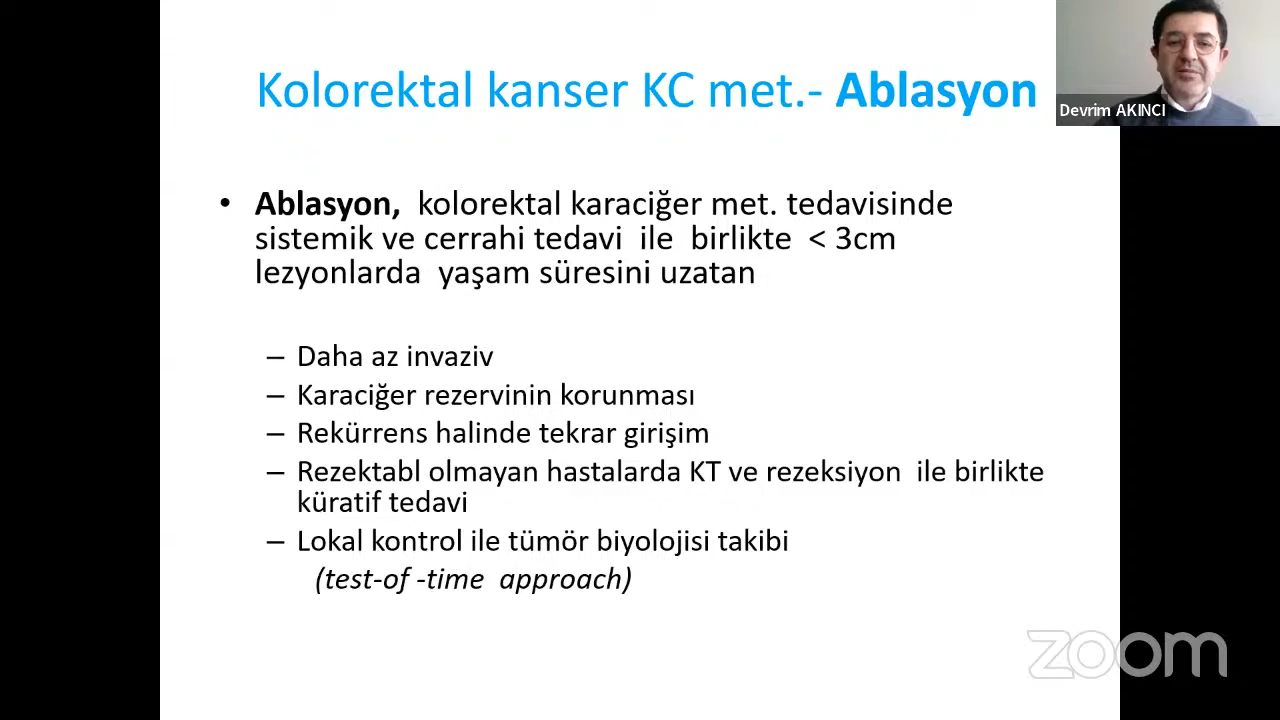 Kolorektal kanser KC met.- Ablasyon
Devrim AKINCI
• Ablasyon, kolorektal karaciğer met. tedavisinde
sistemik ve cerrahi tedavi ile birlikte < 3cm
lezyonlarda yaşam süresini uzatan
– Daha az invaziv
– Karaciğer rezervinin korunması
– Rekürrens halinde tekrar girişim
– Rezektabl olmayan hastalarda KT ve rezeksiyon ile birlikte
küratif tedavi
– Lokal kontrol ile tümör biyolojisi takibi
(test-of -time approach)
zoom